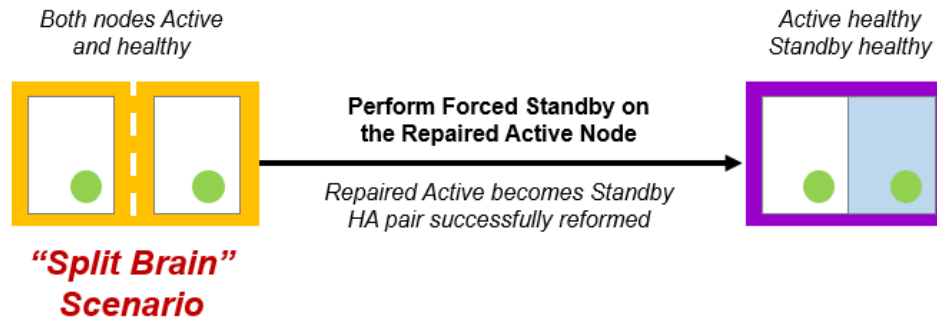 Both nodes Active
and healthy
Active healthy
Standby healthy
Perform Forced Standby on
the Repaired Active Node
Repaired Active becomes Standby
HA pair successfully reformed
“Split Brain”
Scenario